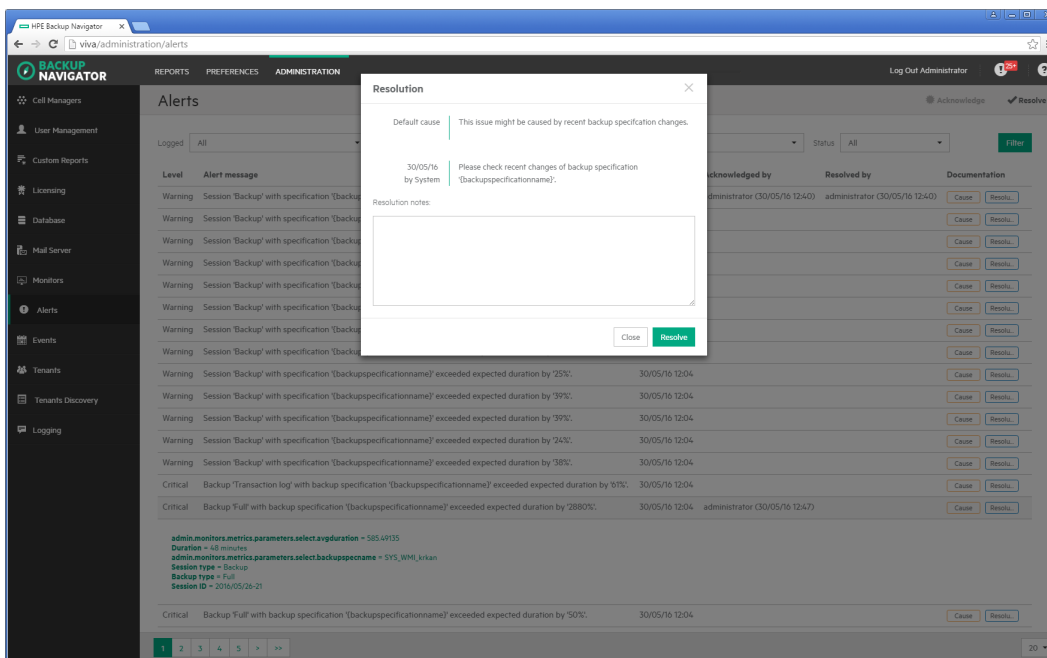 HPE Backup Navigator
viva/administration/alerts
BACKUP NAVIGATOR
REPORTS PREFERENCES ADMINISTRATION
Log Out Administrator
25+
Cell Managers
User Management
Custom Reports
Licensing
Database
Mail Server
Monitors
Alerts
Events
Tenants
Tenants Discovery
Logging
Alerts
Acknowledge Resolve
Logged All
Status All Filter
Resolution
Default cause This issue might be caused by recent backup specifcation changes.
30/05/16 Please check recent changes of backup specification
by System '{backupspecificationname}'.
Resolution notes:
Close Resolve
Level Alert message cknowledged by Resolved by Documentation
Warning Session 'Backup' with specification '{backup dministrator (30/05/16 12:40) administrator (30/05/16 12:40) Cause Resolu..
Warning Session 'Backup' with specification '{backup Cause Resolu..
Warning Session 'Backup' with specification '{backup Cause Resolu..
Warning Session 'Backup' with specification '{backup Cause Resolu..
Warning Session 'Backup' with specification '{backup Cause Resolu..
Warning Session 'Backup' with specification '{backup Cause Resolu..
Warning Session 'Backup' with specification '{backup Cause Resolu..
Warning Session 'Backup' with specification '{backup Cause Resolu..
Warning Session 'Backup' with specification '{backupspecificationname}' exceeded expected duration by '25%'. 30/05/16 12:04 Cause Resolu..
Warning Session 'Backup' with specification '{backupspecificationname}' exceeded expected duration by '39%'. 30/05/16 12:04 Cause Resolu..
Warning Session 'Backup' with specification '{backupspecificationname}' exceeded expected duration by '39%'. 30/05/16 12:04 Cause Resolu..
Warning Session 'Backup' with specification '{backupspecificationname}' exceeded expected duration by '24%'. 30/05/16 12:04 Cause Resolu..
Warning Session 'Backup' with specification '{backupspecificationname}' exceeded expected duration by '38%'. 30/05/16 12:04 Cause Resolu..
Critical Backup 'Transaction log' with backup specification '{backupspecificationname}' exceeded expected duration by '61%'. 30/05/16 12:04 Cause Resolu..
Critical Backup 'Full' with backup specification '{backupspecificationname}' exceeded expected duration by '2880%'. 30/05/16 12:04 administrator (30/05/16 12:47) Cause Resolu..
admin.monitors.metrics.parameters.select.avgduration = 585.49135
Duration = 48 minutes
admin.monitors.metrics.parameters.select.backupspecname = SYS_WMI_krkan
Session type = Backup
Backup type = Full
Session ID = 2016/05/26-21
Critical Backup 'Full' with backup specification '{backupspecificationname}' exceeded expected duration by '50%'. 30/05/16 12:04 Cause Resolu..
1 2 3 4 5 > >> 20